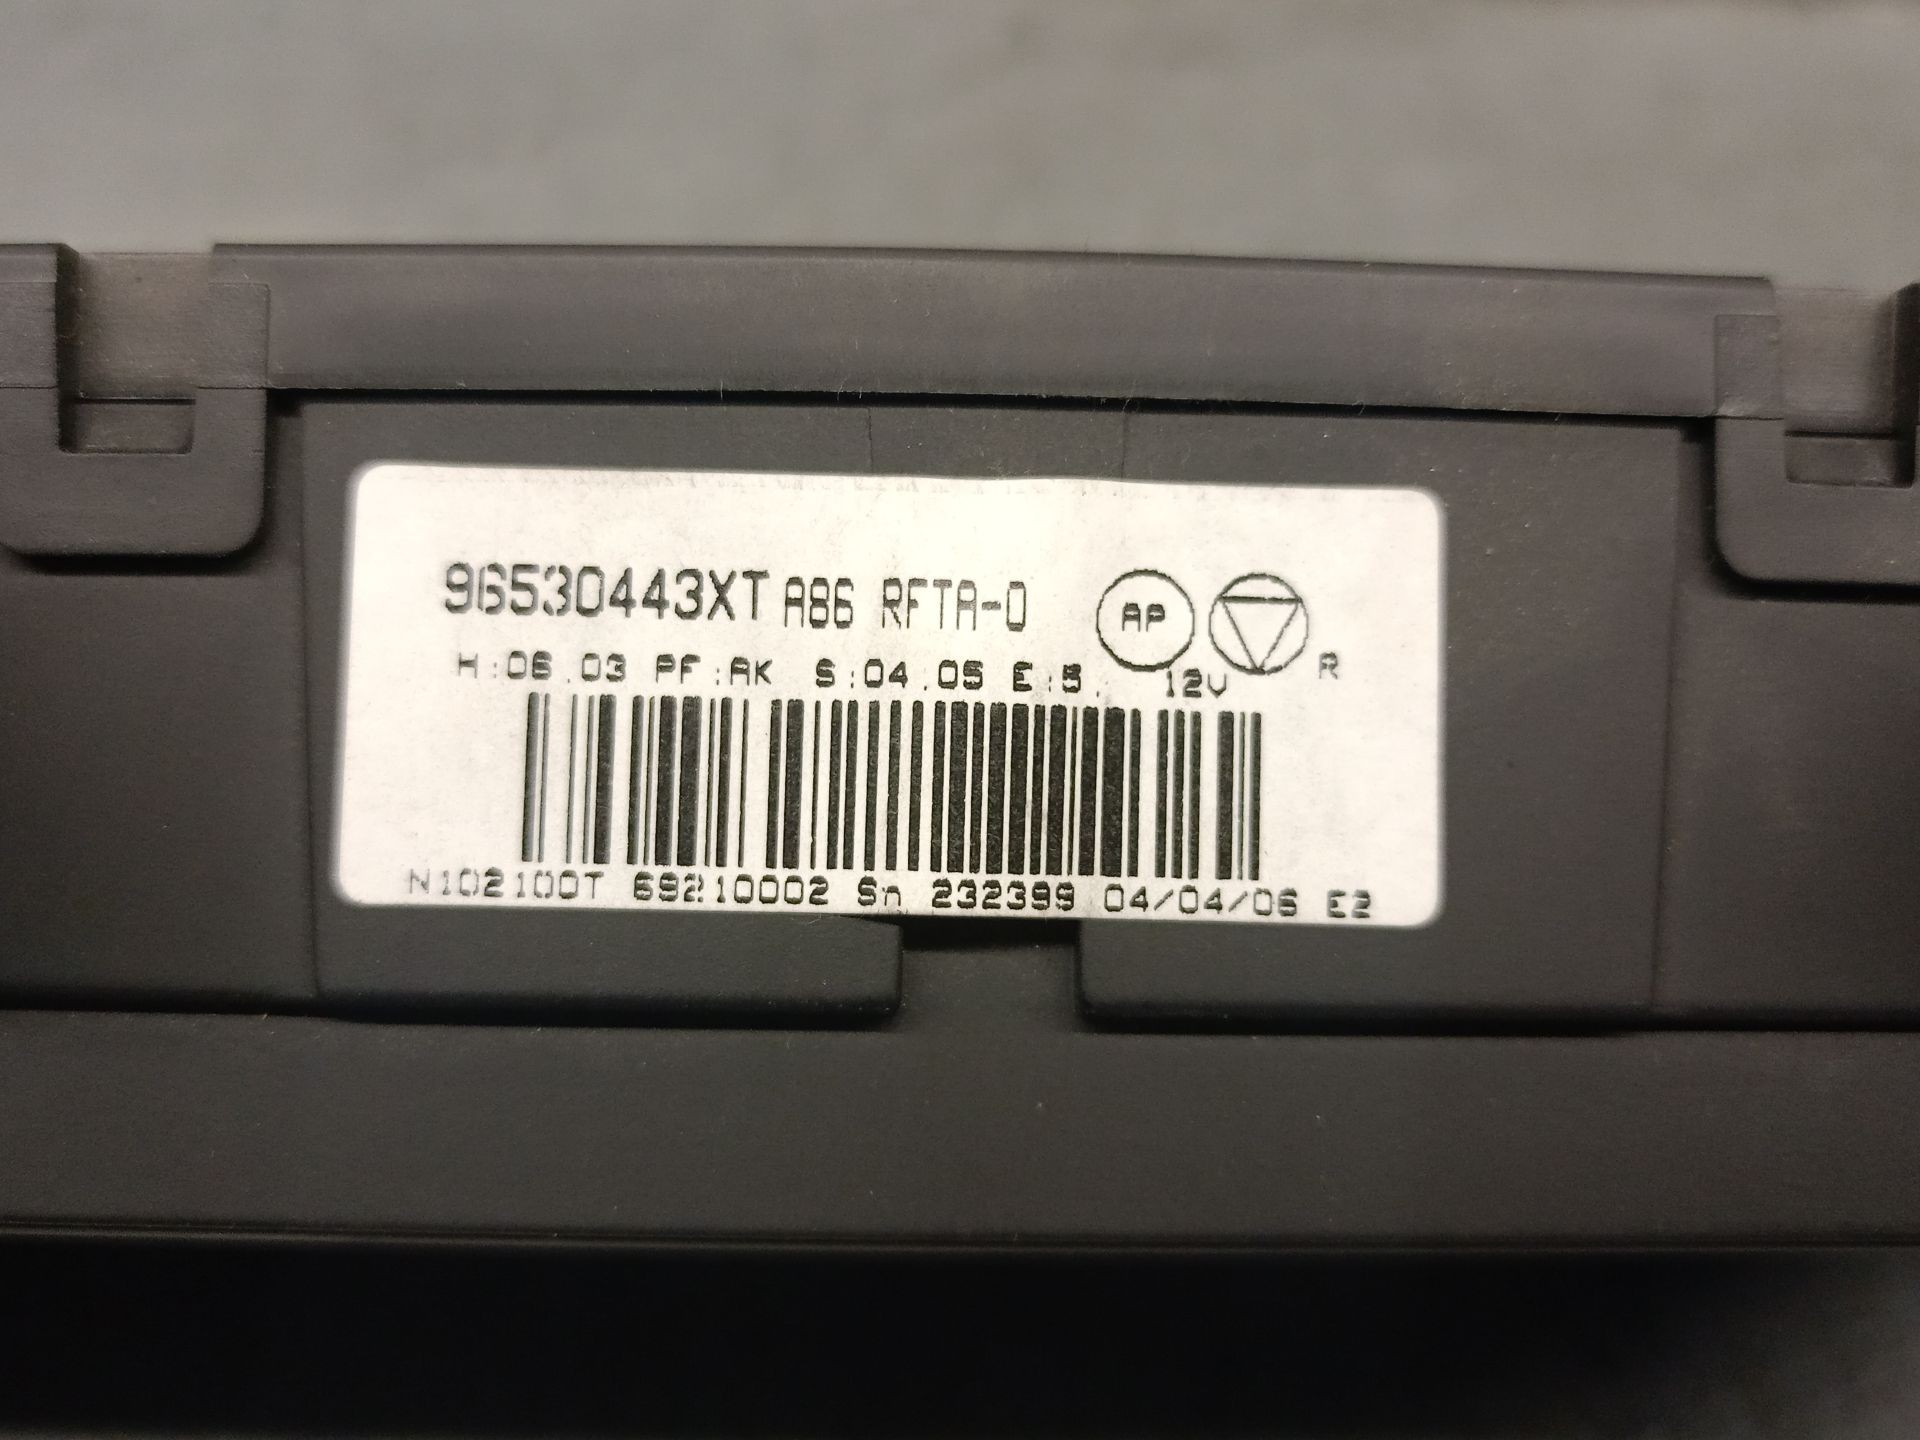 96530443XT A86 RFTA-0 AP
H:06.03 PF:AK S:04.05 E:5. 12V R
N102100T 69210002 Sn 232399 04/04/06 E2